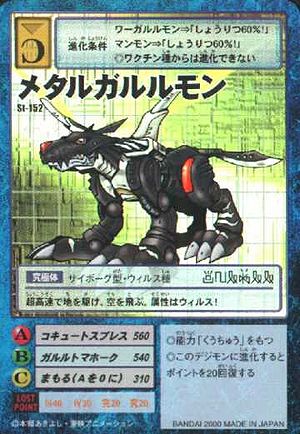 進化条件
ワーガルルモン⇒「しょうりつ60%!」
マンモン⇒「しょうりつ60%!」
◎ワクチン種からは進化できない
メタルガルルモン
St-152
究極体 サイボーグ型・ウィルス種
超高速で地を駆け、空を飛ぶ。属性はウィルス!
A コキュートスブレス 560
B ガルルトマホーク 540
C まもる(Aを0に) 310
◎能力「くうちゅう」をもつ
◎このデジモンに進化すると
ポイントを20回復する
LOST
POINT
©本郷あきよし・東映アニメーション
BANDAI 2000 MADE IN JAPAN